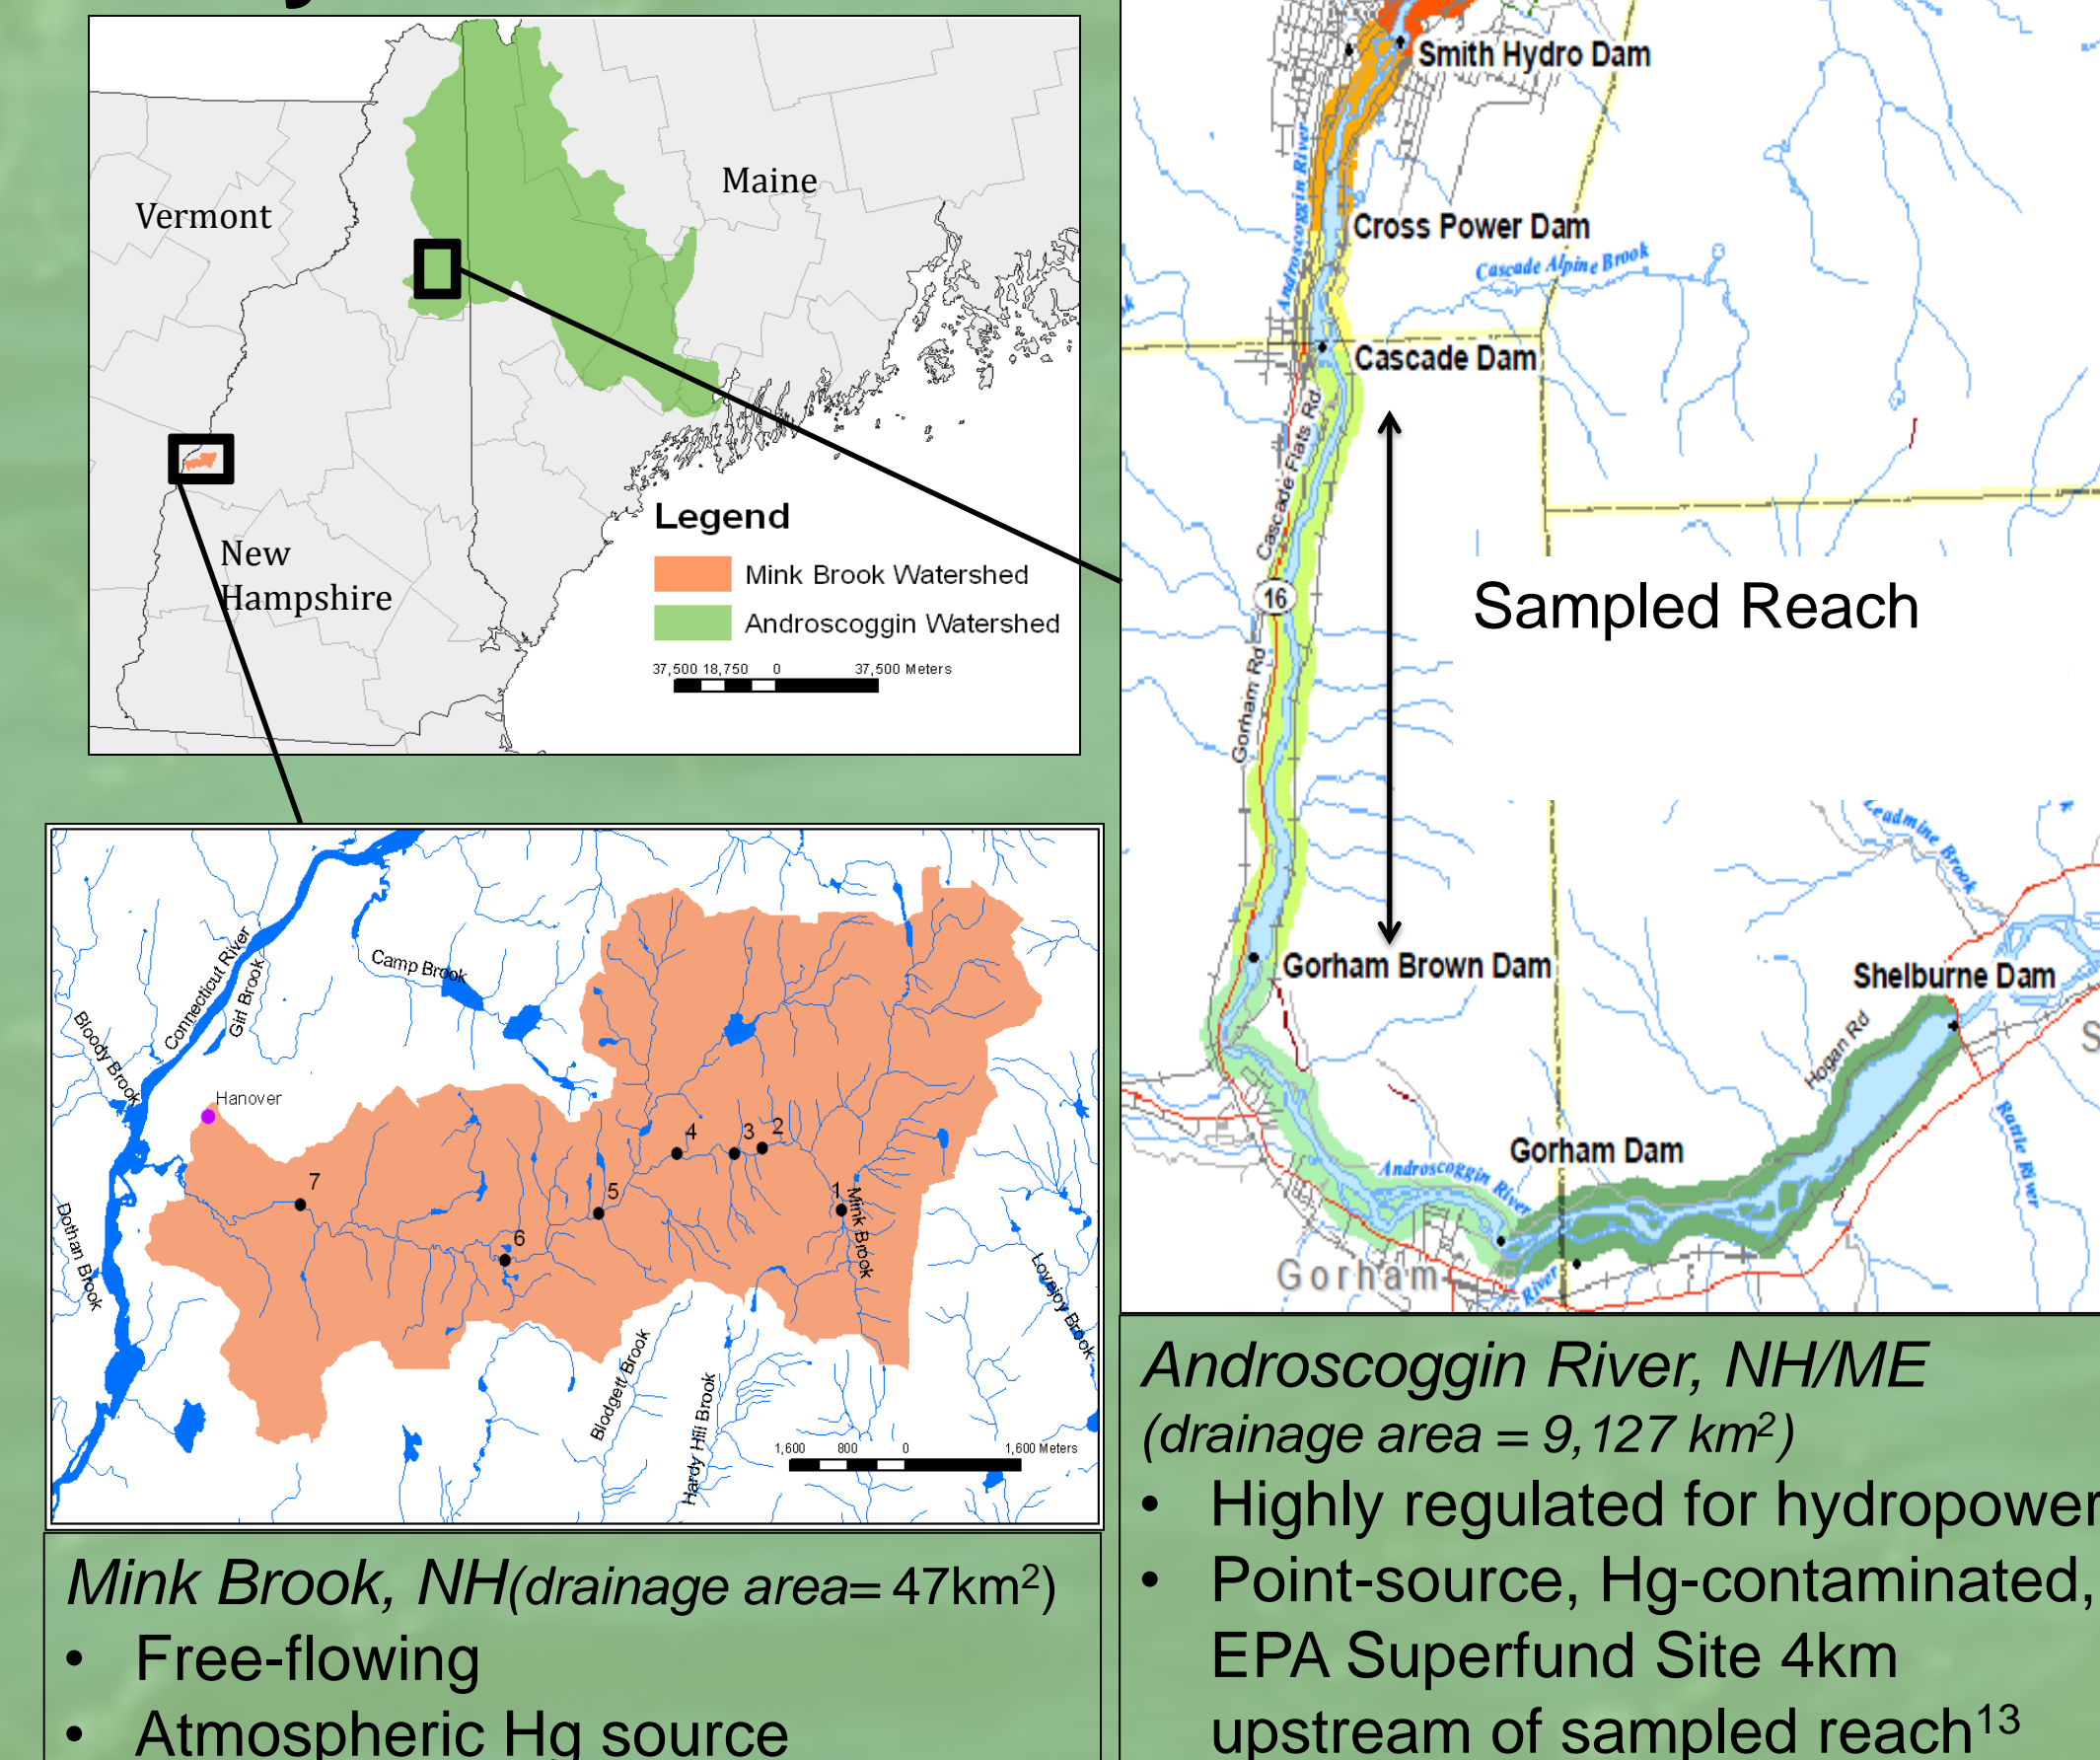 Vermont
Maine
New
Hampshire
Legend
Mink Brook Watershed
Androscoggin Watershed
37,500 18,750 0 37,500 Meters
Smith Hydro Dam
Androscoggin River
Cross Power Dam
Cascade Alpine Brook
Cascade Dam
Cascade Flats Rd
16
Sampled Reach
Gorham Rd
Leadmine Brook
Gorham Brown Dam
Shelburne Dam
Hogan Rd
Rattle River
Gorham Dam
Androscoggin River
Gorham
River
Connecticut River
Girl Brook
Camp Brook
Bloody Brook
Hanover
4
3
2
7
5
1
Mink Brook
6
Dothan Brook
Lovejoy Brook
Blodgett Brook
Hardy Hill Brook
1,600 800 0 1,600 Meters
Mink Brook, NH(drainage area= 47km²)
• Free-flowing
• Atmospheric Hg source
Androscoggin River, NH/ME
(drainage area = 9,127 km²)
• Highly regulated for hydropower
• Point-source, Hg-contaminated,
EPA Superfund Site 4km
upstream of sampled reach¹³